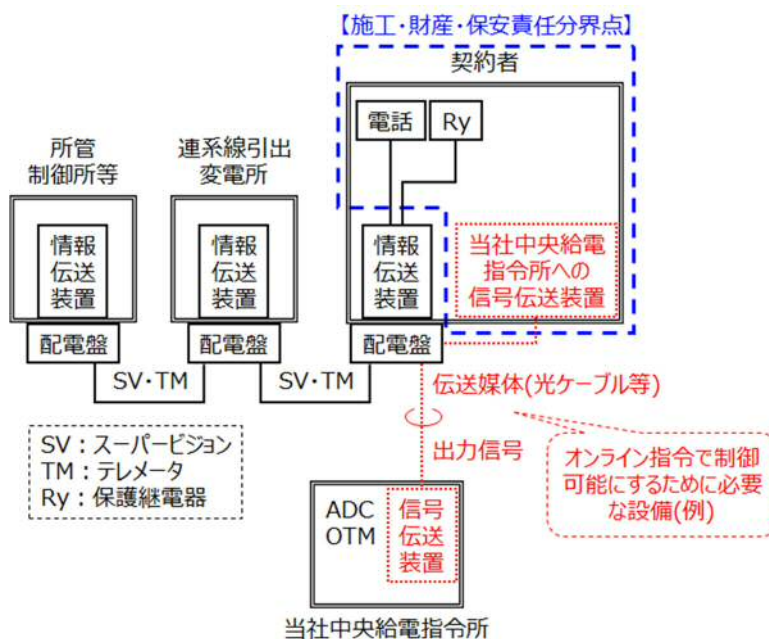 【施工・財産・保安責任分界点】
契約者
電話
Ry
所管
制御所等
連系線引出
変電所
情報
伝送
装置
情報
伝送
装置
情報
伝送
装置
当社中央給電
指令所への
信号伝送装置
配電盤
配電盤
配電盤
SV・TM
SV・TM
伝送媒体(光ケーブル等)
出力信号
SV:スーパービジョン
TM:テレメータ
Ry:保護継電器
オンライン指令で制御
可能にするために必要
な設備(例)
ADC
OTM
信号
伝送
装置
当社中央給電指令所